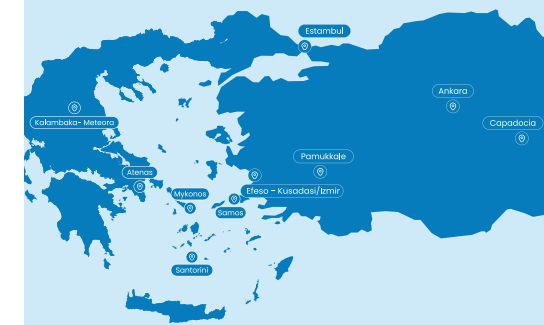 Estambul
Ankara
Kalambaka- Meteora
Capadocia
Pamukkale
Atenas
Efeso – Kusadasi/Izmir
Mykonos
Samos
Santorini